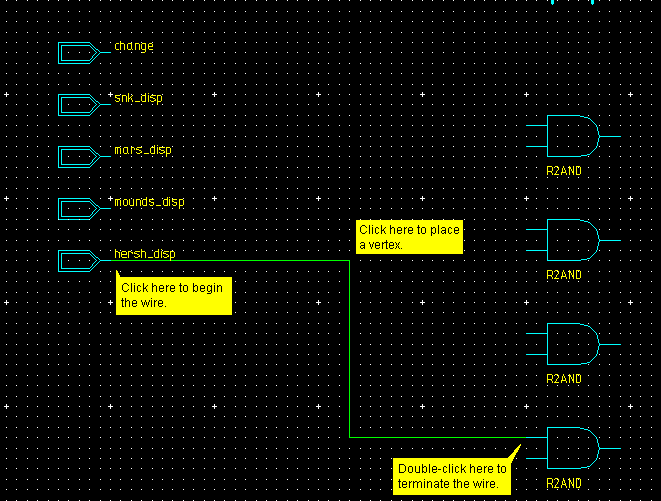 change
snk_disp
mars_disp
R2AND
mounds_disp
Click here to place
a vertex.
hersh_disp
R2AND
Click here to begin
the wire.
R2AND
Double-click here to
terminate the wire.
R2AND